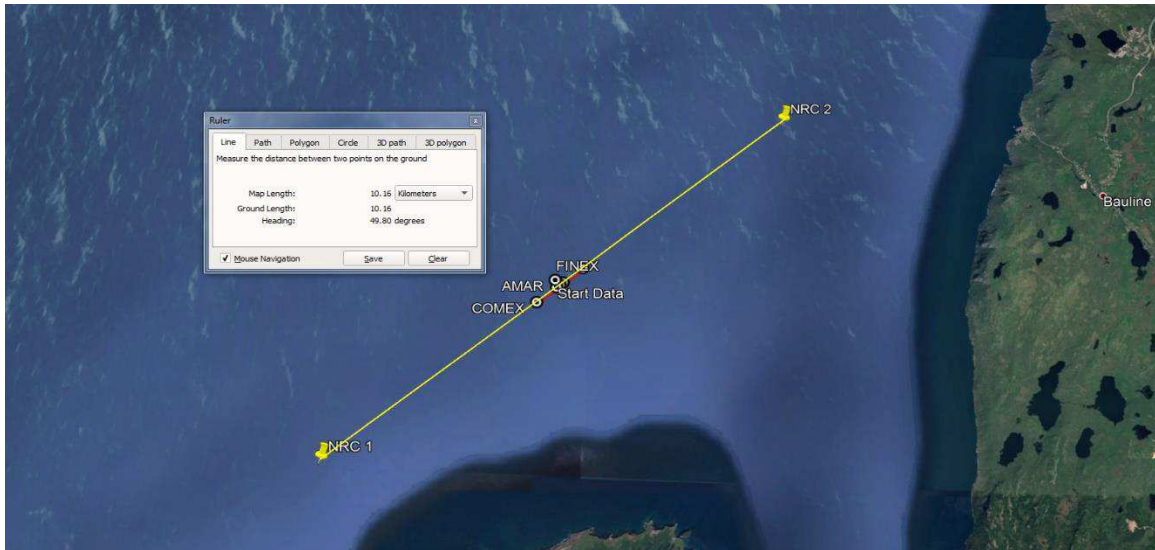 NRC 2
Ruler
Line Path Polygon Circle 3D path 3D polygon
Measure the distance between two points on the ground
Map Length: 10.16 Kilometers
Ground Length: 10.16
Heading: 49.80 degrees
Mouse Navigation Save Clear
Bauline
FINEX
AMAR
Start Data
COMEX
NRC 1